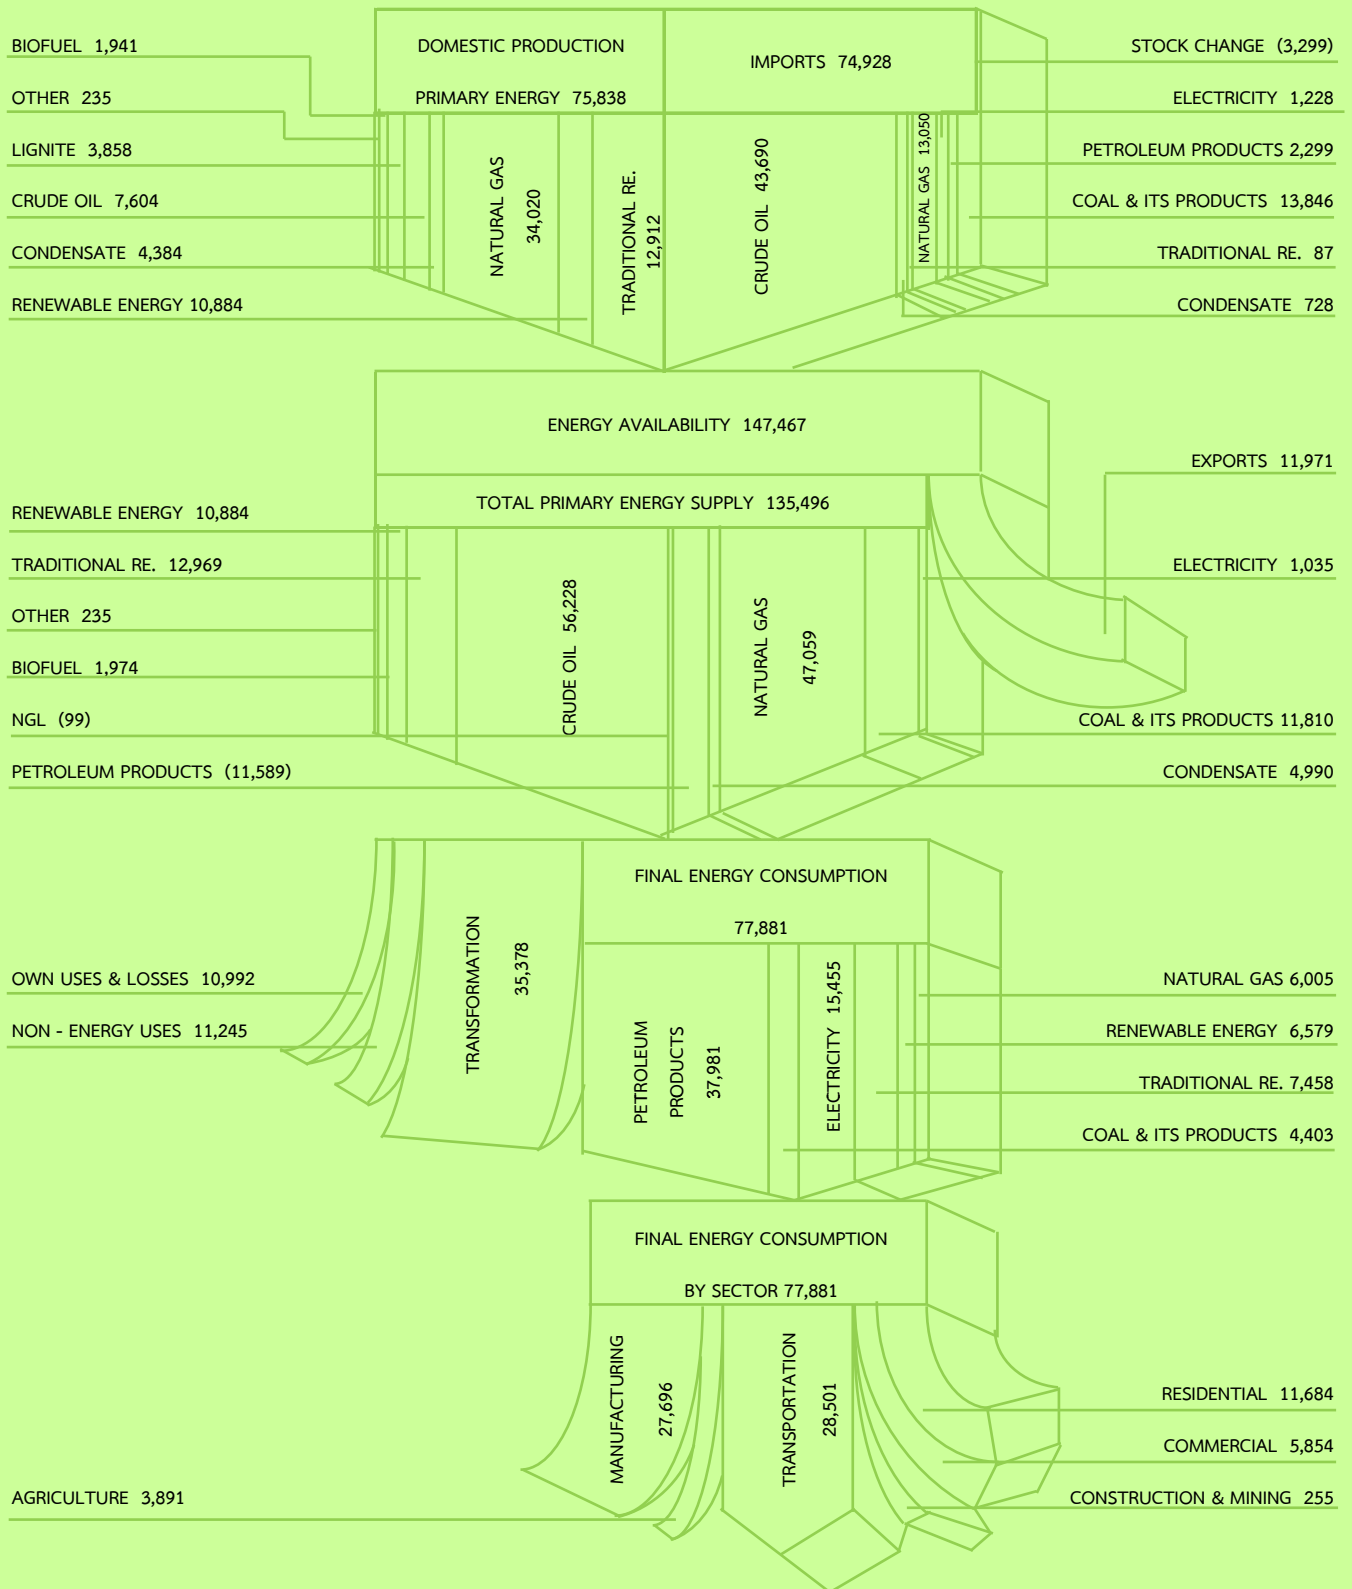 BIOFUEL 1,941
DOMESTIC PRODUCTION
PRIMARY ENERGY 75,838
IMPORTS 74,928
STOCK CHANGE (3,299)
OTHER 235
ELECTRICITY 1,228
LIGNITE 3,858
PETROLEUM PRODUCTS 2,299
CRUDE OIL 7,604
COAL & ITS PRODUCTS 13,846
CONDENSATE 4,384
TRADITIONAL RE. 87
RENEWABLE ENERGY 10,884
CONDENSATE 728
NATURAL GAS
34,020
TRADITIONAL RE.
12,912
CRUDE OIL 43,690
NATURAL GAS 13,050
ENERGY AVAILABILITY 147,467
EXPORTS 11,971
TOTAL PRIMARY ENERGY SUPPLY 135,496
RENEWABLE ENERGY 10,884
TRADITIONAL RE. 12,969
ELECTRICITY 1,035
OTHER 235
BIOFUEL 1,974
NGL (99)
COAL & ITS PRODUCTS 11,810
PETROLEUM PRODUCTS (11,589)
CONDENSATE 4,990
CRUDE OIL 56,228
NATURAL GAS
47,059
FINAL ENERGY CONSUMPTION
77,881
TRANSFORMATION
35,378
OWN USES & LOSSES 10,992
NATURAL GAS 6,005
NON - ENERGY USES 11,245
RENEWABLE ENERGY 6,579
TRADITIONAL RE. 7,458
COAL & ITS PRODUCTS 4,403
PETROLEUM
PRODUCTS
37,981
ELECTRICITY 15,455
FINAL ENERGY CONSUMPTION
BY SECTOR 77,881
MANUFACTURING
27,696
TRANSPORTATION
28,501
RESIDENTIAL 11,684
COMMERCIAL 5,854
AGRICULTURE 3,891
CONSTRUCTION & MINING 255